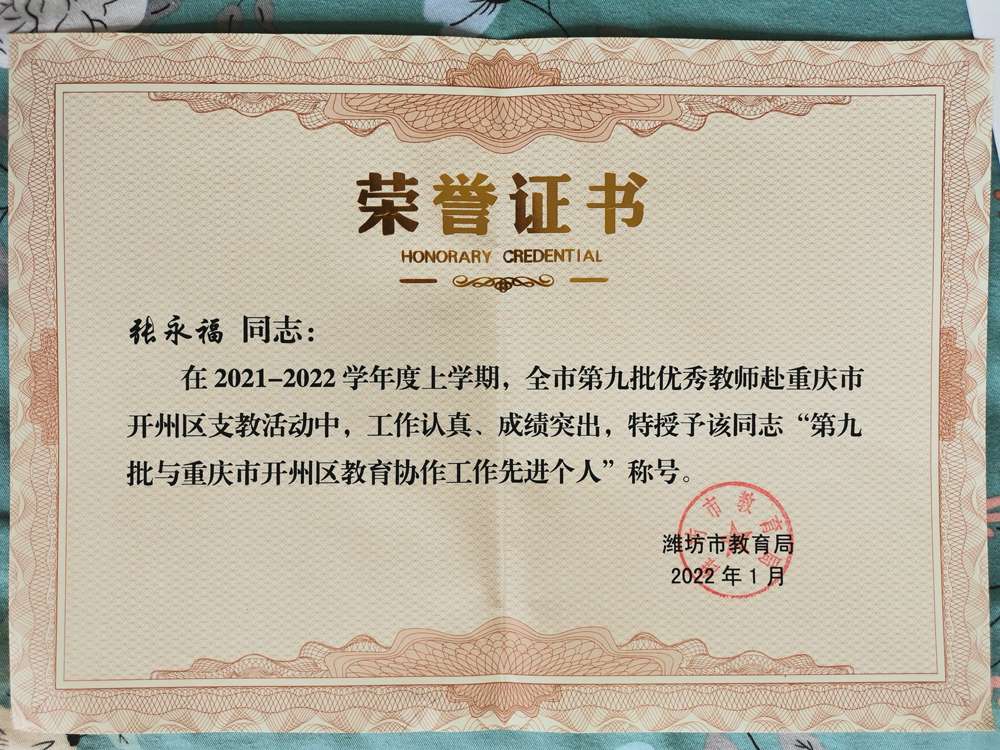 荣誉证书
HONORARY CREDENTIAL
张永福 同志：
在 2021-2022 学年度上学期，全市第九批优秀教师赴重庆市
开州区支教活动中，工作认真、成绩突出，特授予该同志“第九
批与重庆市开州区教育协作工作先进个人”称号。
潍坊市教育局
2022 年 1 月